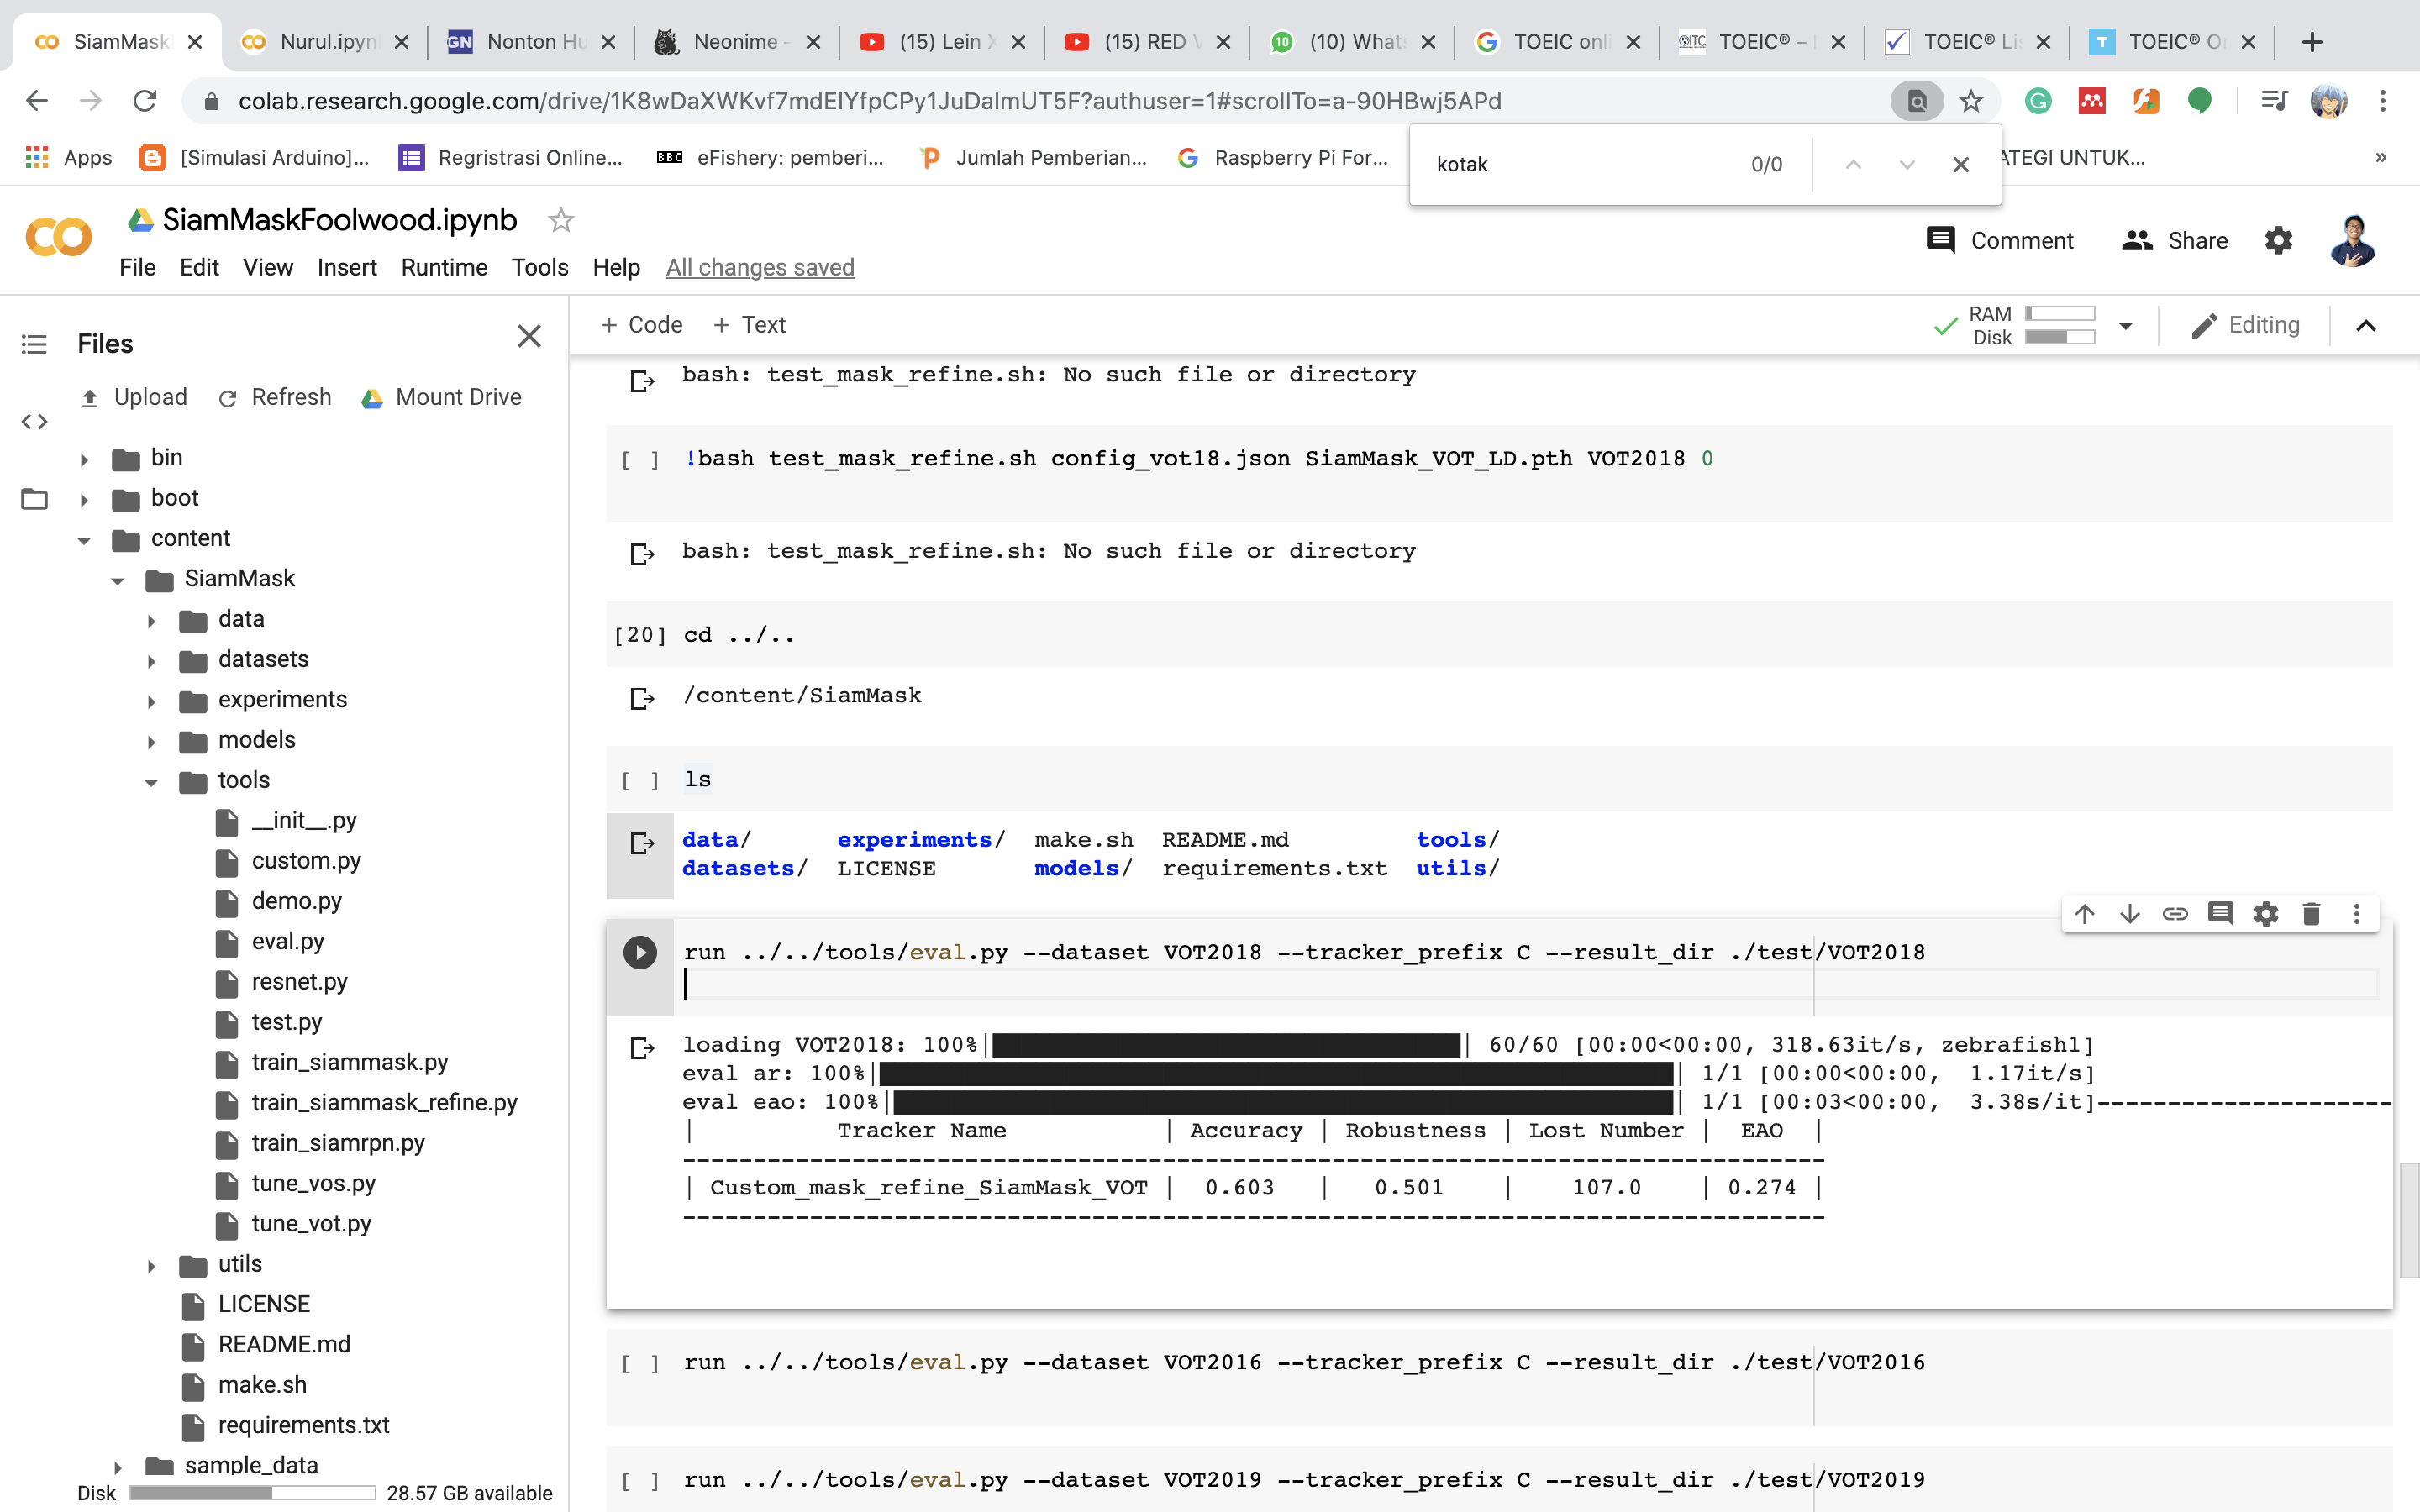 SiamMask
Nurul.ipyn
GN Nonton Hu
Neonime -
(15) Lein X
(15) RED V
10 (10) Whats
TOEIC onli
ITC TOEIC® –
TOEIC® Li
T TOEIC® O
colab.research.google.com/drive/1K8wDaXWKvf7mdEIYfpCPy1JuDalmUT5F?authuser=1#scrollTo=a-90HBwj5APd
Apps
[Simulasi Arduino]...
Regristrasi Online...
BBC eFishery: pemberi...
Jumlah Pemberian...
Raspberry Pi For...
ATEGI UNTUK...
»
kotak 0/0
SiamMaskFoolwood.ipynb
File Edit View Insert Runtime Tools Help All changes saved
Comment Share
Files
Upload Refresh Mount Drive
bin
boot
content
SiamMask
data
datasets
experiments
models
tools
__init__.py
custom.py
demo.py
eval.py
resnet.py
test.py
train_siammask.py
train_siammask_refine.py
train_siamrpn.py
tune_vos.py
tune_vot.py
utils
LICENSE
README.md
make.sh
requirements.txt
sample_data
Disk 28.57 GB available
+ Code + Text
RAM
Disk
Editing
bash: test_mask_refine.sh: No such file or directory
[ ] !bash test_mask_refine.sh config_vot18.json SiamMask_VOT_LD.pth VOT2018 0
bash: test_mask_refine.sh: No such file or directory
[20] cd ../..
/content/SiamMask
[ ] ls
data/ experiments/ make.sh README.md tools/
datasets/ LICENSE models/ requirements.txt utils/
run ../../tools/eval.py --dataset VOT2018 --tracker_prefix C --result_dir ./test/VOT2018
loading VOT2018: 100%|██████████| 60/60 [00:00<00:00, 318.63it/s, zebrafish1]
eval ar: 100%|██████████| 1/1 [00:00<00:00, 1.17it/s]
eval eao: 100%|██████████| 1/1 [00:03<00:00, 3.38s/it]---------------------
| Tracker Name | Accuracy | Robustness | Lost Number | EAO |
---------------------------------------------------------------------------------
| Custom_mask_refine_SiamMask_VOT | 0.603 | 0.501 | 107.0 | 0.274 |
---------------------------------------------------------------------------------
[ ] run ../../tools/eval.py --dataset VOT2016 --tracker_prefix C --result_dir ./test/VOT2016
[ ] run ../../tools/eval.py --dataset VOT2019 --tracker_prefix C --result_dir ./test/VOT2019